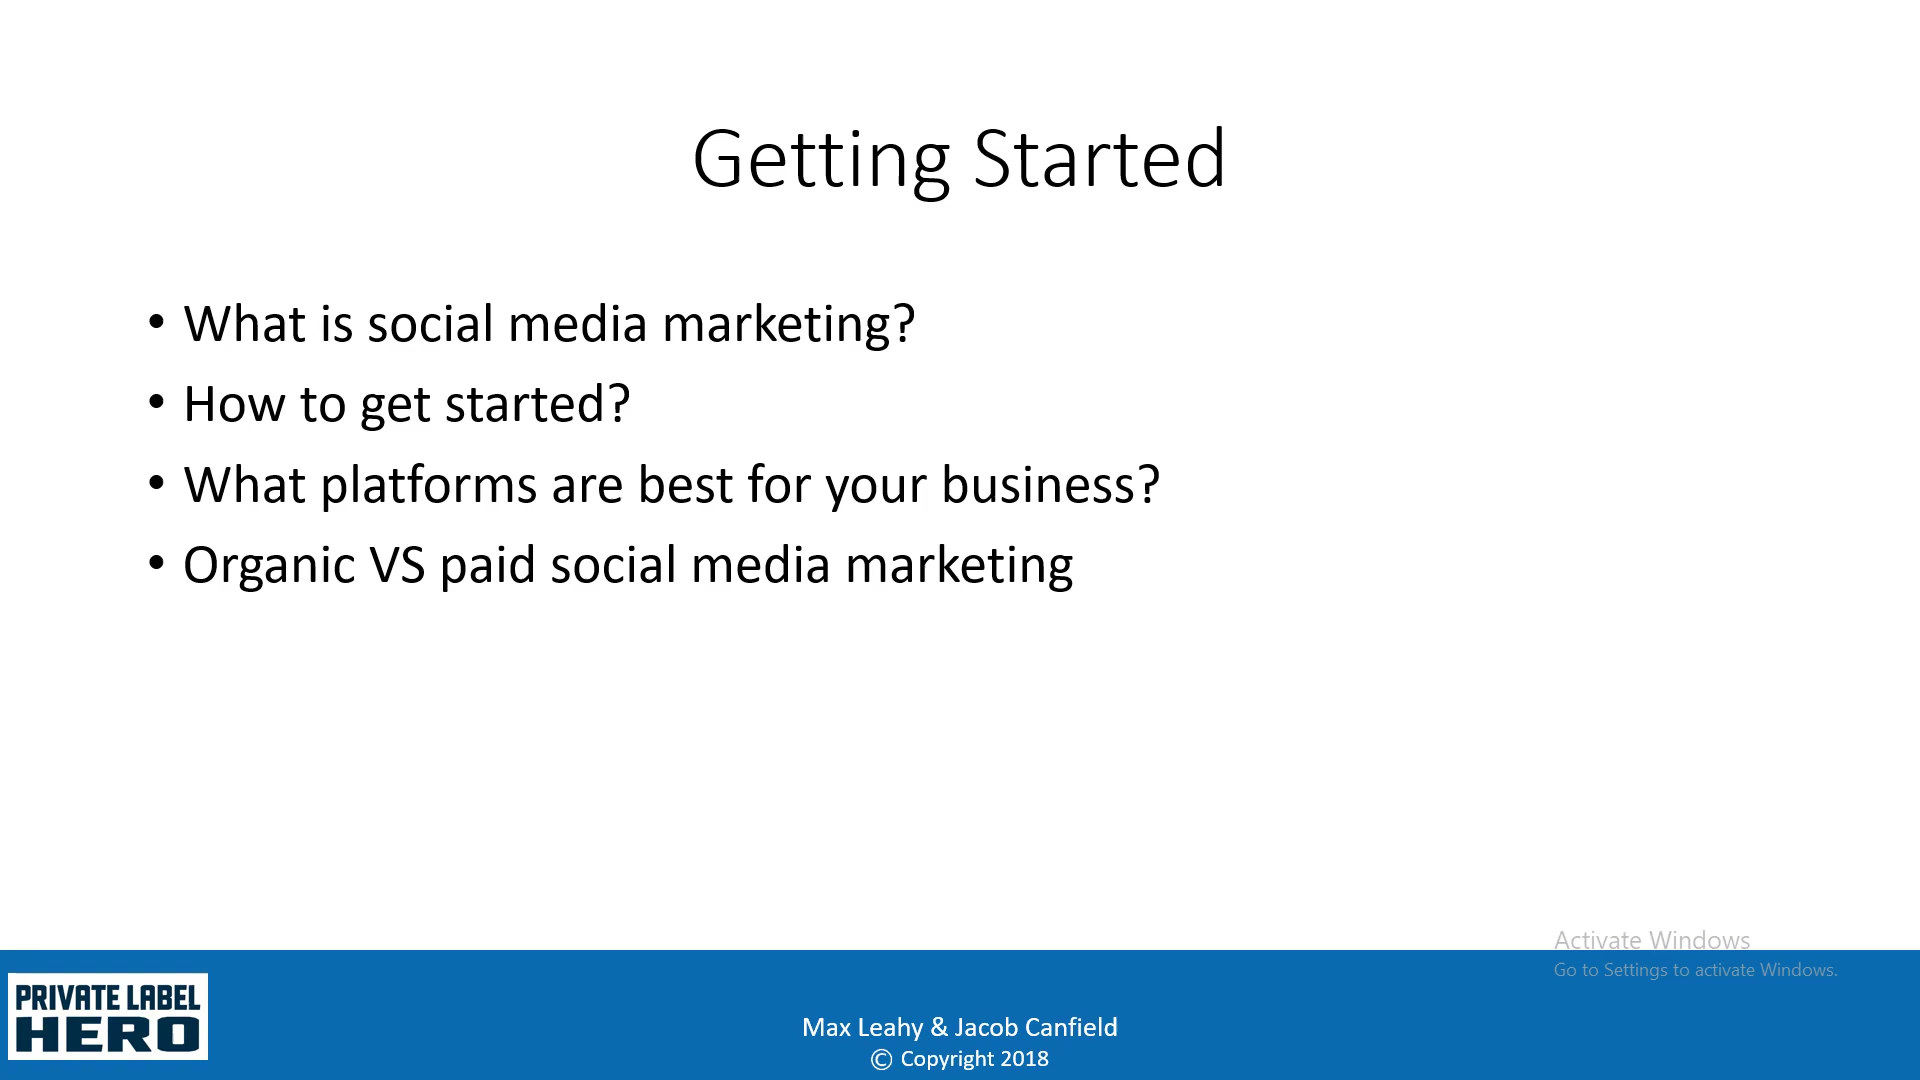 Getting Started
• What is social media marketing?
• How to get started?
• What platforms are best for your business?
• Organic VS paid social media marketing
Activate Windows
Go to Settings to activate Windows.
PRIVATE LABEL
HERO
Max Leahy & Jacob Canfield
© Copyright 2018